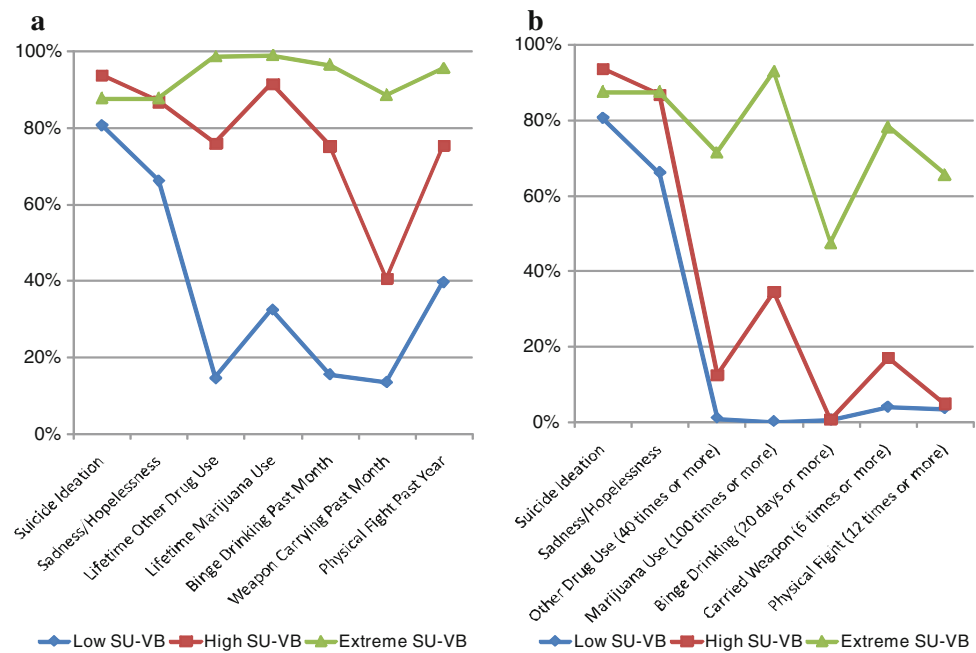 a
100%
80%
60%
40%
20%
0%
Suicide Ideation
Sadness/Hopelessness
Lifetime Other Drug Use
Lifetime Marijuana Use
Binge Drinking Past Month
Weapon Carrying Past Month
Physical Fight Past Year
Low SU-VB
High SU-VB
Extreme SU-VB
b
100%
80%
60%
40%
20%
0%
Suicide Ideation
Sadness/Hopelessness
Other Drug Use (40 times or more)
Marijuana Use (100 times or more)
Binge Drinking (20 days or more)
Carried Weapon (6 times or more)
Physical Fight (12 times or more)
Low SU-VB
High SU-VB
Extreme SU-VB